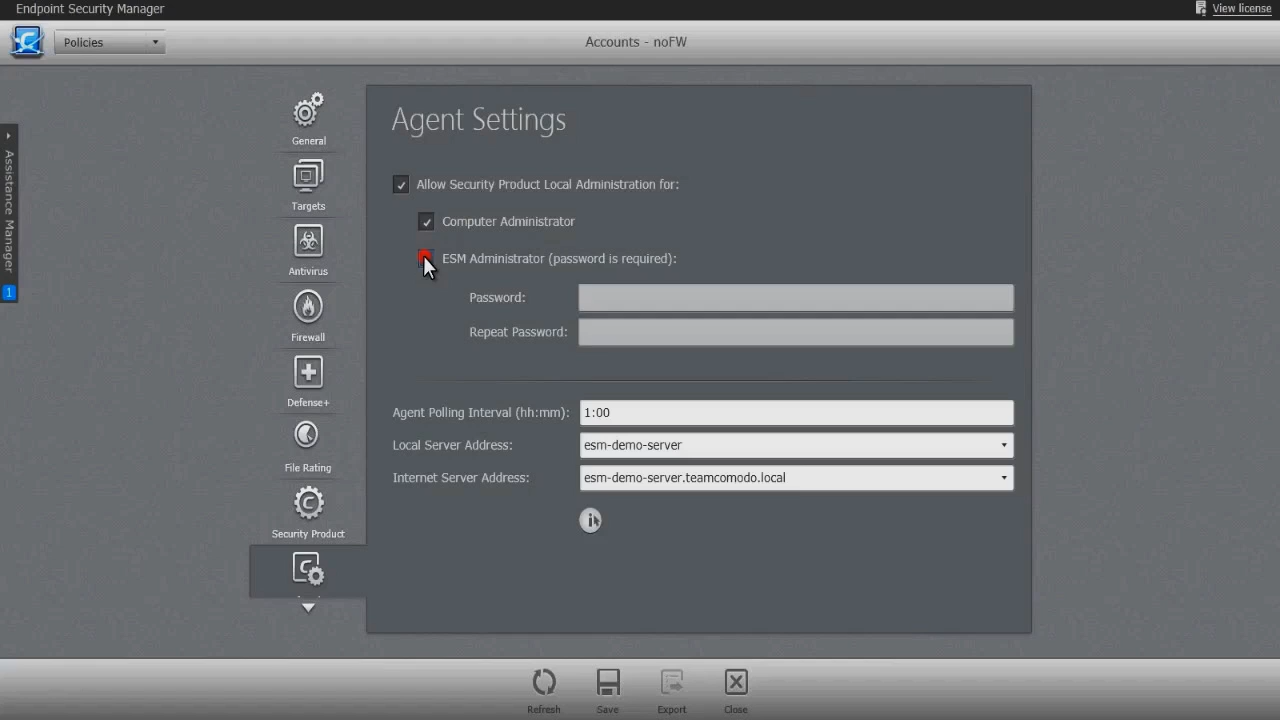 Endpoint Security Manager
View license
Policies
Accounts - noFW
Assistance Manager
1
General
Targets
Antivirus
Firewall
Defense+
File Rating
Security Product
Agent Settings
Allow Security Product Local Administration for:
Computer Administrator
ESM Administrator (password is required):
Password:
Repeat Password:
Agent Polling Interval (hh:mm): 1:00
Local Server Address: esm-demo-server
Internet Server Address: esm-demo-server.teamcomodo.local
Refresh
Save
Export
Close